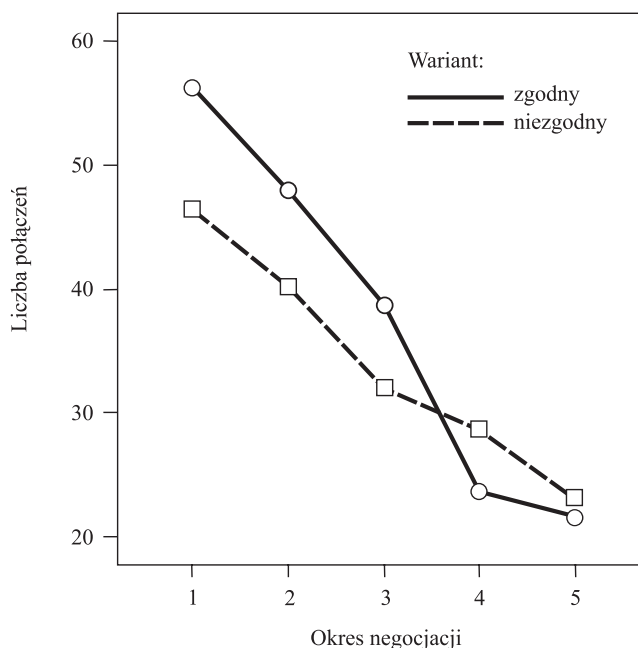 60
50
40
30
20
Liczba połączeń
Wariant:
zgodny
niezgodny
1 2 3 4 5
Okres negocjacji